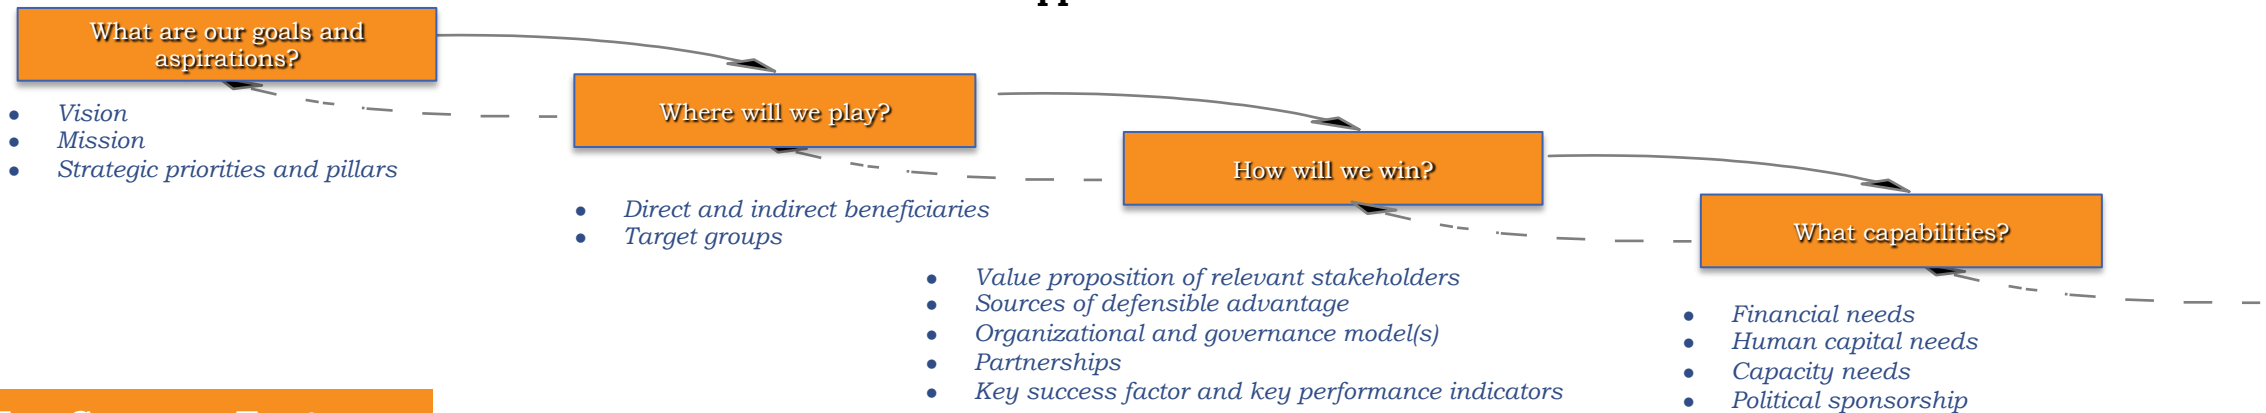 What are our goals and
aspirations?
Vision
Mission
Strategic priorities and pillars
Where will we play?
Direct and indirect beneficiaries
Target groups
How will we win?
Value proposition of relevant stakeholders
Sources of defensible advantage
Organizational and governance model(s)
Partnerships
Key success factor and key performance indicators
What capabilities?
Financial needs
Human capital needs
Capacity needs
Political sponsorship